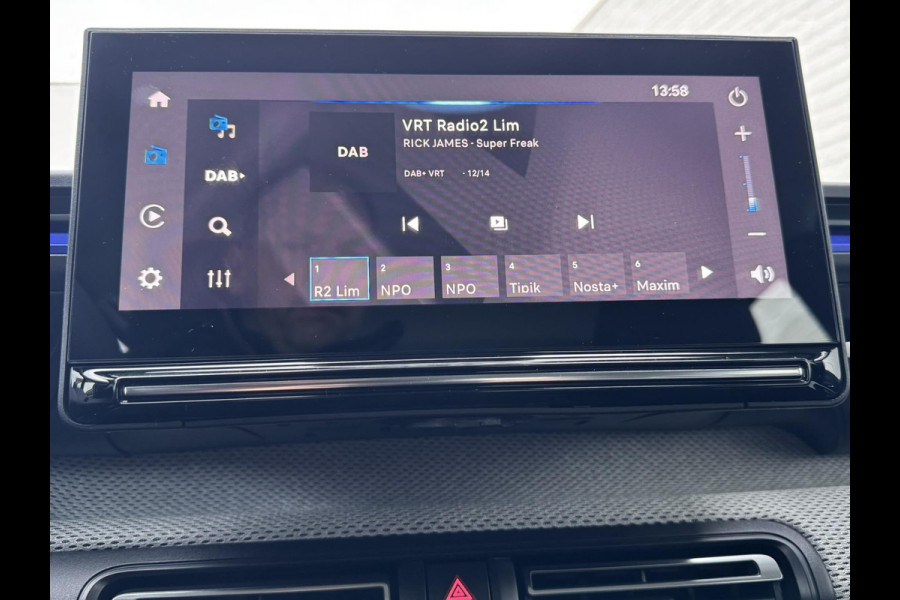 13:58
VRT Radio2 Lim
RICK JAMES - Super Freak
DAB
DAB+ VRT - 12/14
DAB
1 2 3 4 5 6
R2 Lim NPO NPO Tipik Nosta+ Maxim